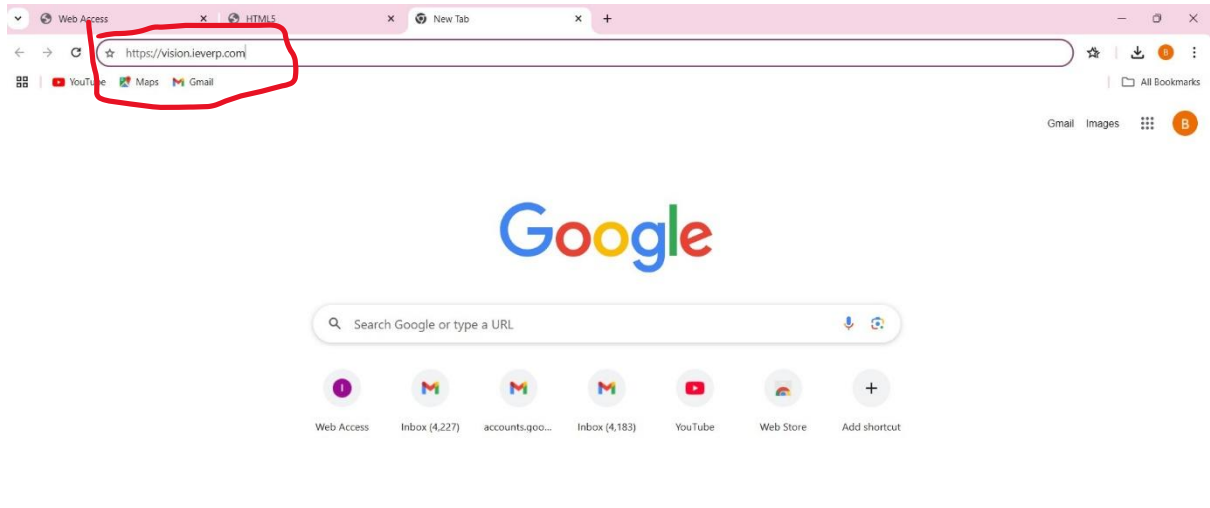 Web Access HTML5 New Tab
https://vision.ieverp.com B
YouTube Maps Gmail All Bookmarks
Gmail Images B
Google
Search Google or type a URL
I
Web Access Inbox (4,227) accounts.goo... Inbox (4,183) YouTube Web Store Add shortcut